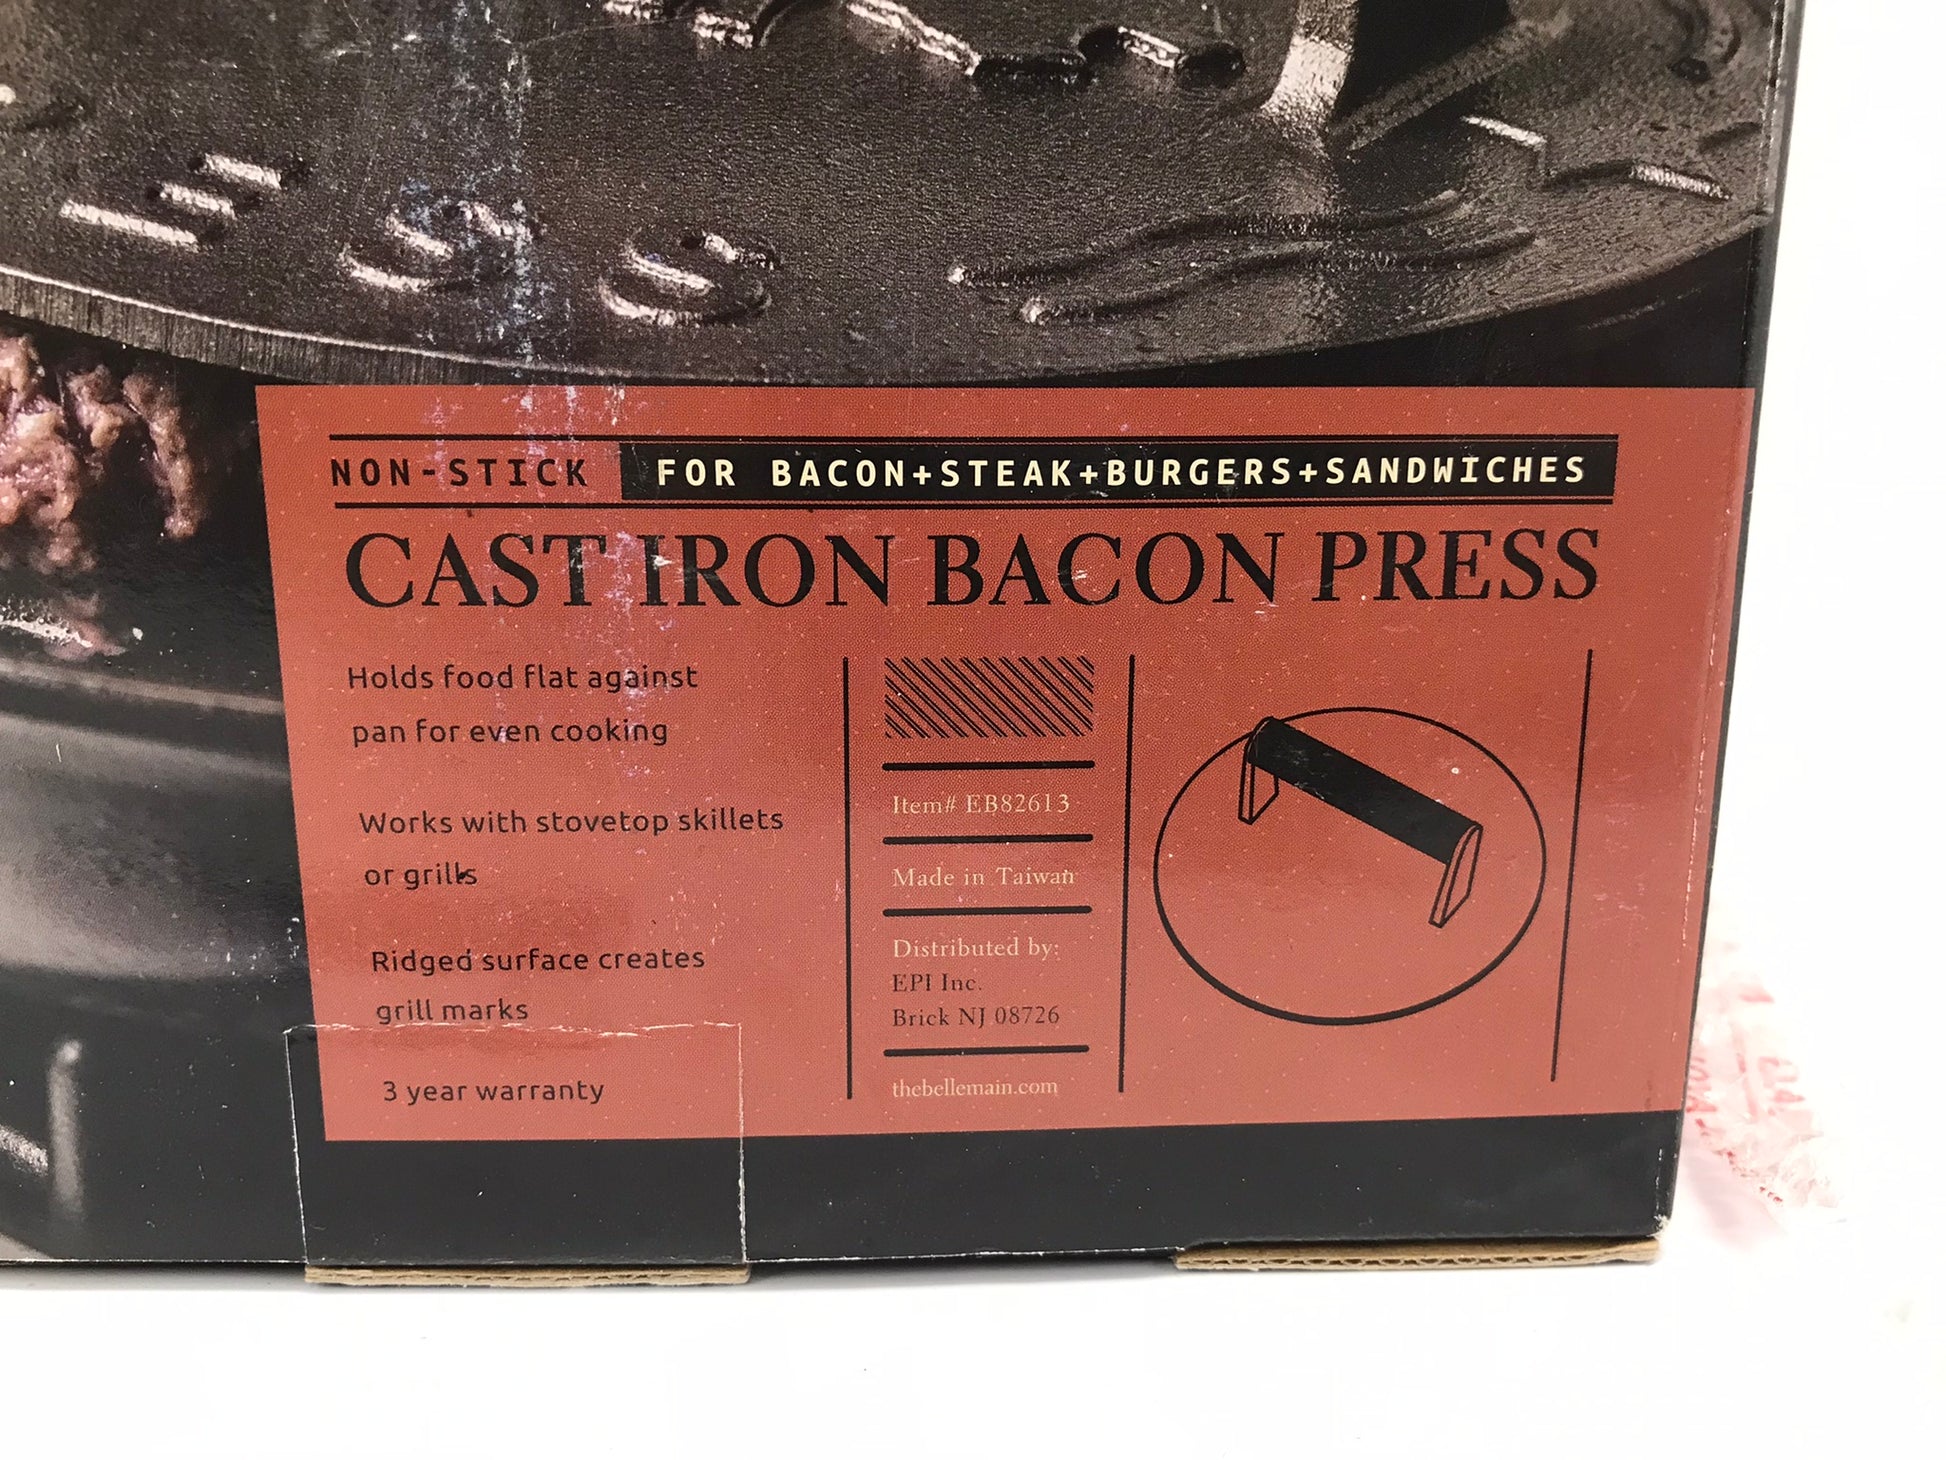 NON-STICK FOR BACON+STEAK+BURGERS+SANDWICHES
CAST IRON BACON PRESS
Holds food flat against
pan for even cooking
Works with stovetop skillets
or grills
Ridged surface creates
grill marks
3 year warranty
Item# EB82613
Made in Taiwan
Distributed by:
EPI Inc.
Brick NJ 08726
thebellemain.com